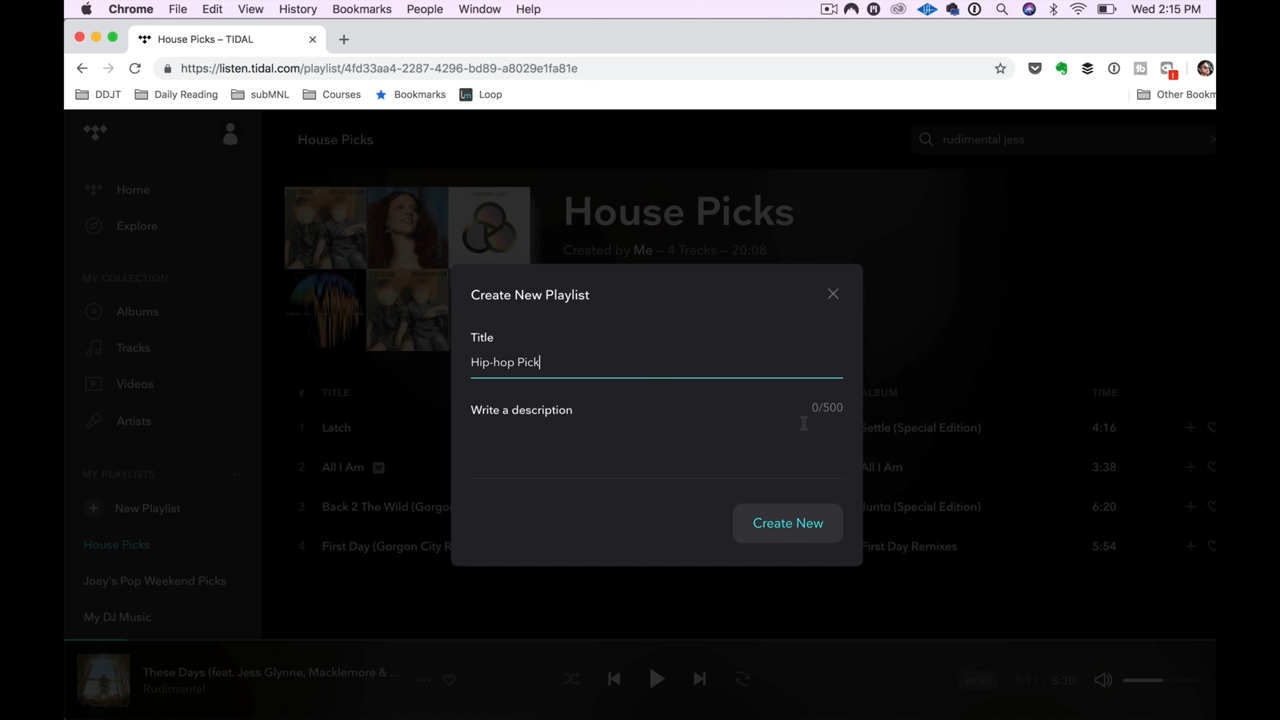 Chrome File Edit View History Bookmarks People Window Help Wed 2:15 PM
House Picks – TIDAL
https://listen.tidal.com/playlist/4fd33aa4-2287-4296-bd89-a8029e1fa81e
DDJT Daily Reading subMNL Courses Bookmarks Loop Other Bookm
House Picks rudimental jess
Home
Explore
House Picks
Created by Me – 4 Tracks – 20:08
MY COLLECTION
Albums
Tracks
Videos
Artists
Create New Playlist
Title
Hip-hop Pick
Write a description 0/500
Create New
# TITLE ALBUM TIME
1 Latch Settle (Special Edition) 4:16
2 All I Am M All I Am 3:38
3 Back 2 The Wild (Gorgo Junto (Special Edition) 6:20
4 First Day (Gorgon City R First Day Remixes 5:54
MY PLAYLISTS
New Playlist
House Picks
Joey's Pop Weekend Picks
My DJ Music
These Days (feat. Jess Glynne, Macklemore & ...
Rudimental
0:11 / 3:30